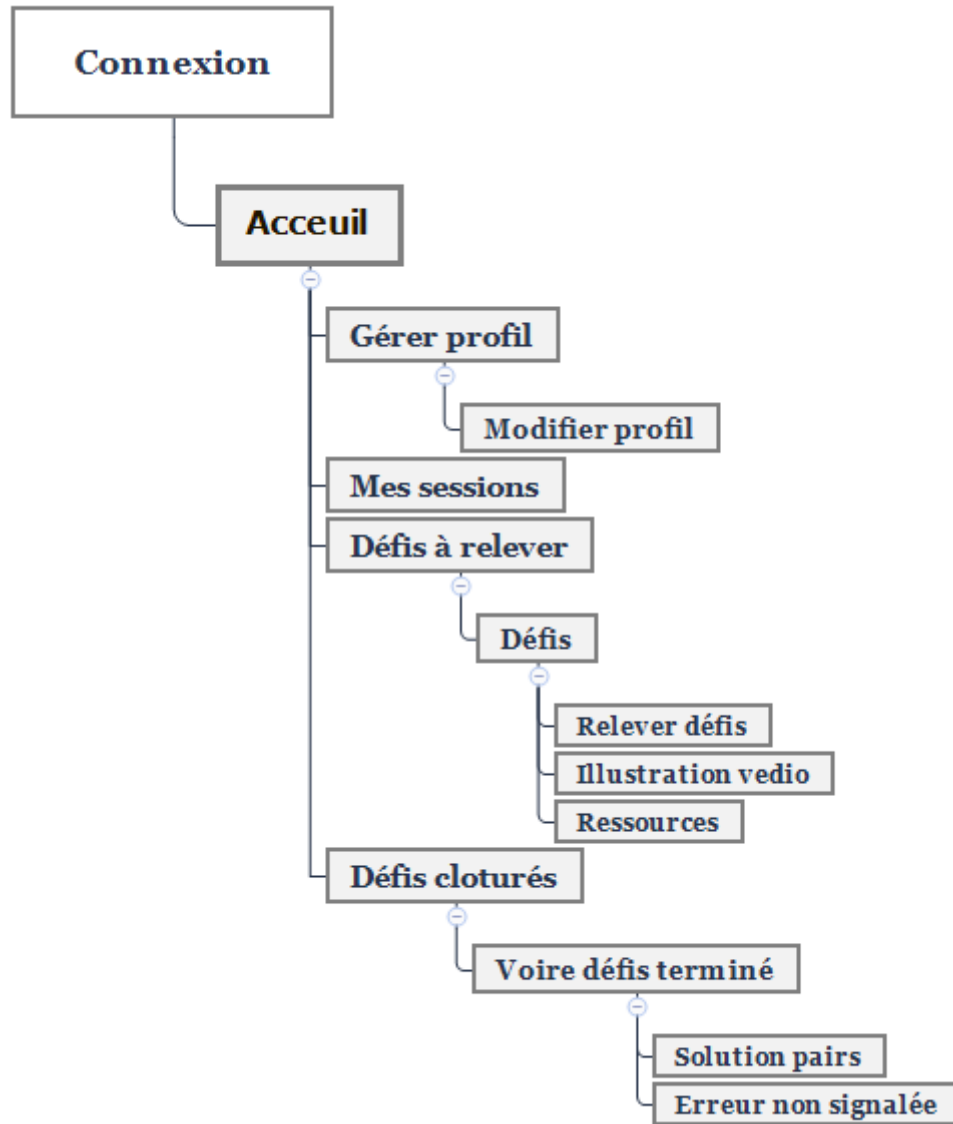 Connexion
Acceuil
Gérer profil
Modifier profil
Mes sessions
Défis à relever
Défis
Relever défis
Illustration vedio
Ressources
Défis cloturés
Voire défis terminé
Solution pairs
Erreur non signalée